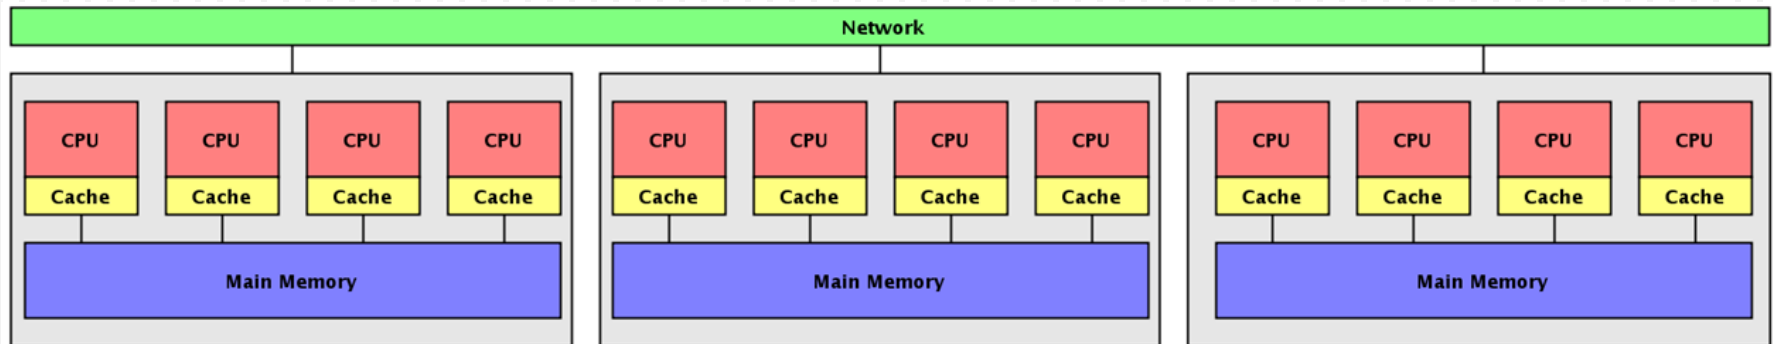 Network
CPU CPU CPU CPU CPU CPU CPU CPU CPU CPU CPU CPU
Cache Cache Cache Cache Cache Cache Cache Cache Cache Cache Cache Cache
Main Memory Main Memory Main Memory